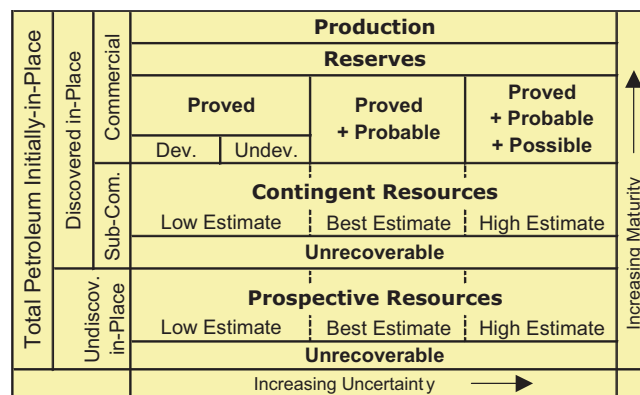 Total Petroleum Initially-in-Place
Discovered in-Place
Commercial
Production
Reserves
Proved
Dev.
Undev.
Proved
+ Probable
Proved
+ Probable
+ Possible
Sub-Com.
Contingent Resources
Low Estimate
Best Estimate
High Estimate
Unrecoverable
Undiscov.
in-Place
Prospective Resources
Low Estimate
Best Estimate
High Estimate
Unrecoverable
Increasing Uncertainty
Increasing Maturity